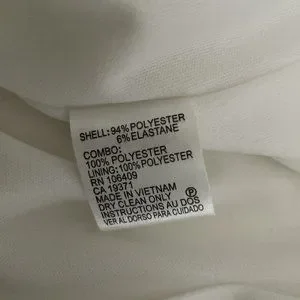 SHELL: 94% POLYESTER
6% ELASTANE
COMBO:
100% POLYESTER
LINING: 100% POLYESTER
RN 106409
CA 19371
MADE IN VIETNAM
DRY CLEAN ONLY Ⓟ
INSTRUCTIONS AU DOS
VER AL DORSO PARA CUIDADO